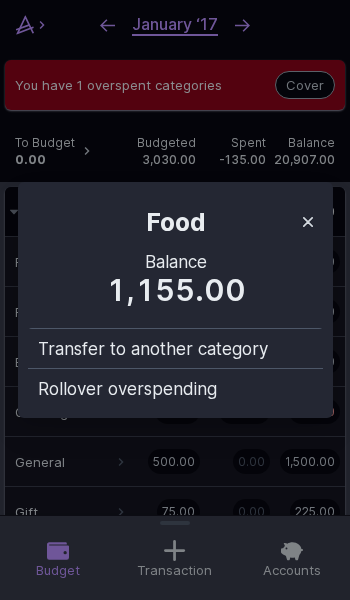 January '17
You have 1 overspent categories
Cover
To Budget Budgeted Spent Balance
0.00 3,030.00 -135.00 20,907.00
Food
Balance
1,155.00
Transfer to another category
Rollover overspending
General 500.00 0.00 1,500.00
Gift 75.00 0.00 225.00
Budget Transaction Accounts